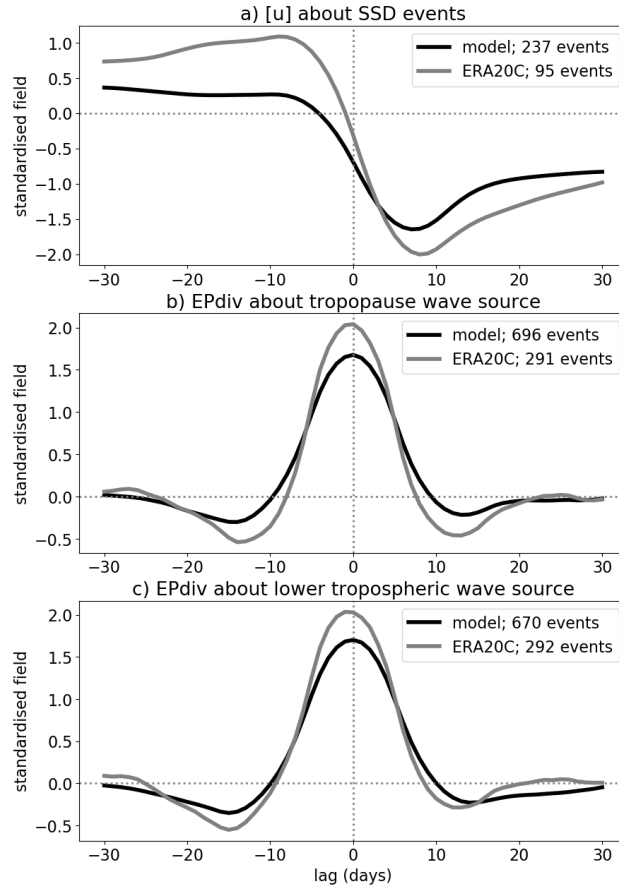 a) [u] about SSD events
standardised field
1.0
0.5
0.0
−0.5
−1.0
−1.5
−2.0
model; 237 events
ERA20C; 95 events
−30 −20 −10 0 10 20 30
b) EPdiv about tropopause wave source
standardised field
2.0
1.5
1.0
0.5
0.0
−0.5
model; 696 events
ERA20C; 291 events
−30 −20 −10 0 10 20 30
c) EPdiv about lower tropospheric wave source
standardised field
2.0
1.5
1.0
0.5
0.0
−0.5
model; 670 events
ERA20C; 292 events
−30 −20 −10 0 10 20 30
lag (days)